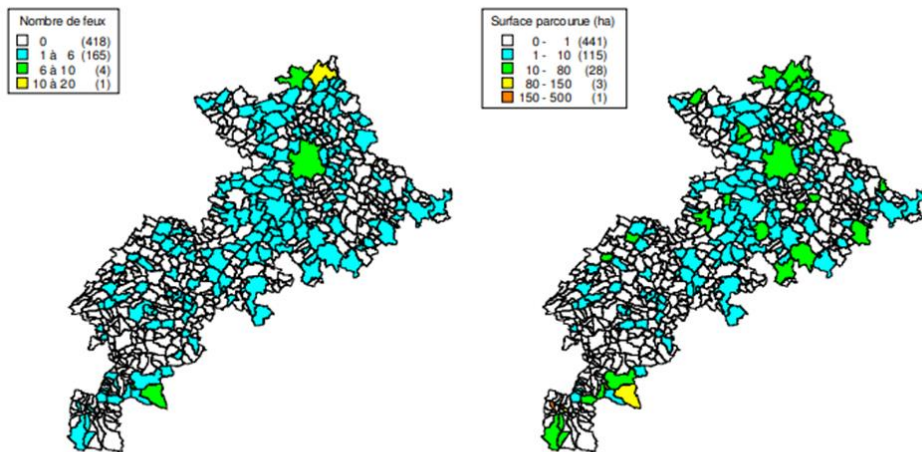 Nombre de feux
0 (418)
1 à 6 (165)
6 à 10 (4)
10 à 20 (1)
Surface parcourue (ha)
0 - 1 (441)
1 - 10 (115)
10 - 80 (28)
80 - 150 (3)
150 - 500 (1)